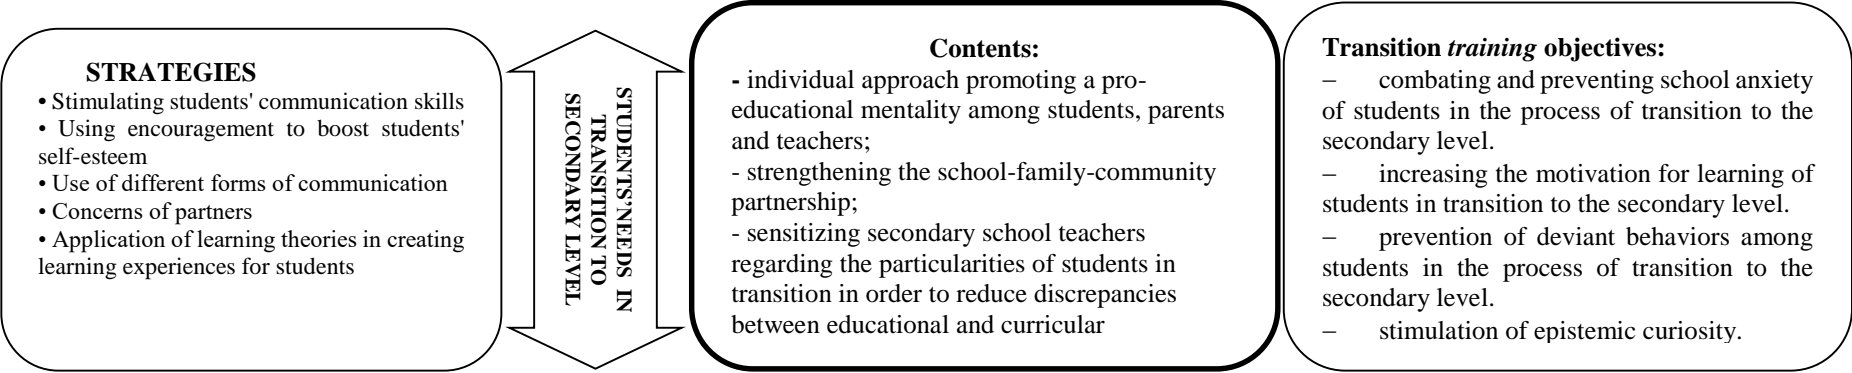 STRATEGIES
• Stimulating students' communication skills
• Using encouragement to boost students'
self-esteem
• Use of different forms of communication
• Concerns of partners
• Application of learning theories in creating
learning experiences for students
STUDENTS'NEEDS IN
TRANSITION TO
SECONDARY LEVEL
Contents:
- individual approach promoting a pro-
educational mentality among students, parents
and teachers;
- strengthening the school-family-community
partnership;
- sensitizing secondary school teachers
regarding the particularities of students in
transition in order to reduce discrepancies
between educational and curricular
Transition training objectives:
– combating and preventing school anxiety
of students in the process of transition to the
secondary level.
– increasing the motivation for learning of
students in transition to the secondary level.
– prevention of deviant behaviors among
students in the process of transition to the
secondary level.
– stimulation of epistemic curiosity.